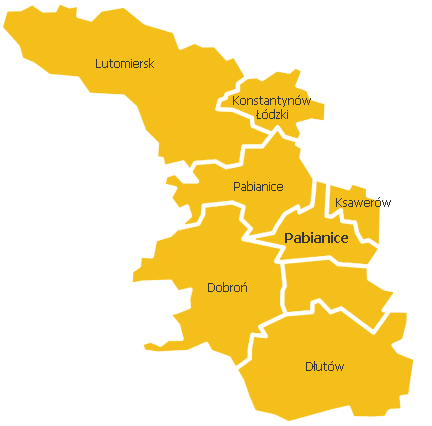 Lutomiersk
Konstantynów
Łódzki
Pabianice
Ksawerów
Pabianice
Dobroń
Dłutów